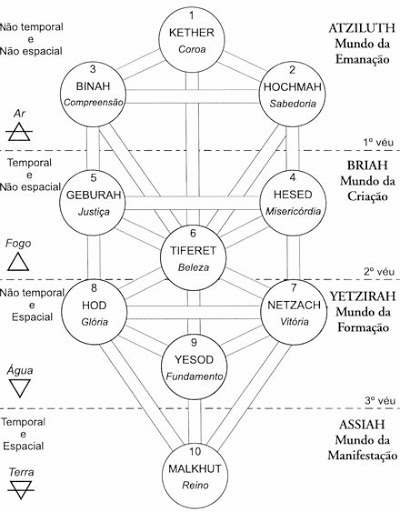 Não temporal
e
Não espacial
1
KETHER
Coroa
ATZILUTH
Mundo da
Emanação
3
BINAH
Compreensão
2
HOCHMAH
Sabedoria
Ar
1º véu
Temporal
e
Não espacial
BRIAH
Mundo da
Criação
5
GEBURAH
Justiça
4
HESED
Misericórdia
6
TIFERET
Beleza
Fogo
2º véu
Não temporal
e
Espacial
8
HOD
Glória
7
NETZACH
Vitória
YETZIRAH
Mundo da
Formação
9
YESOD
Fundamento
Água
3º véu
Temporal
e
Espacial
ASSIAH
Mundo da
Manifestação
10
MALKHUT
Reino
Terra